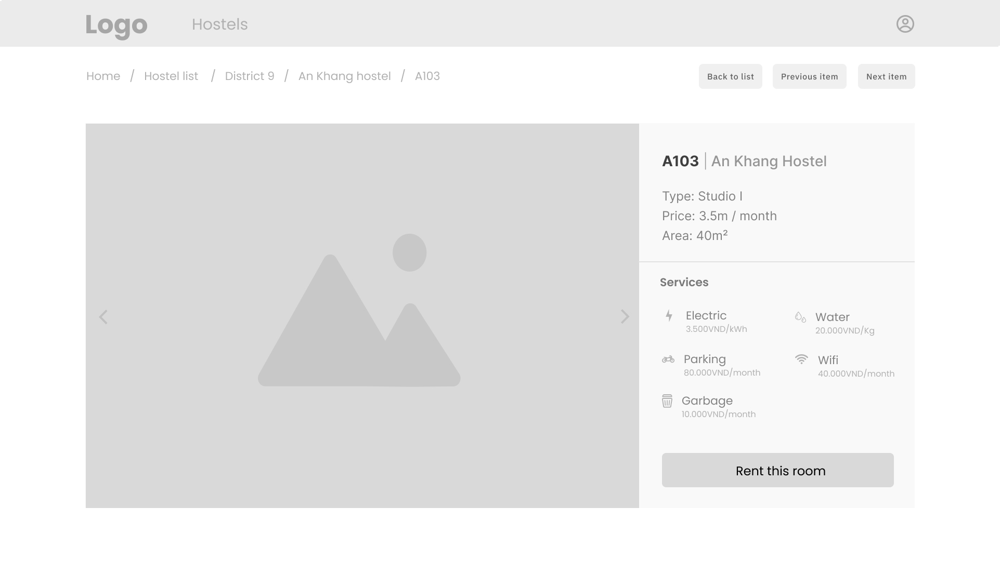 Logo
Hostels
Home / Hostel list / District 9 / An Khang hostel / A103
Back to list
Previous item
Next item
A103 | An Khang Hostel
Type: Studio I
Price: 3.5m / month
Area: 40m²
Services
Electric
3.500VND/kWh
Water
20.000VND/Kg
Parking
80.000VND/month
Wifi
40.000VND/month
Garbage
10.000VND/month
Rent this room